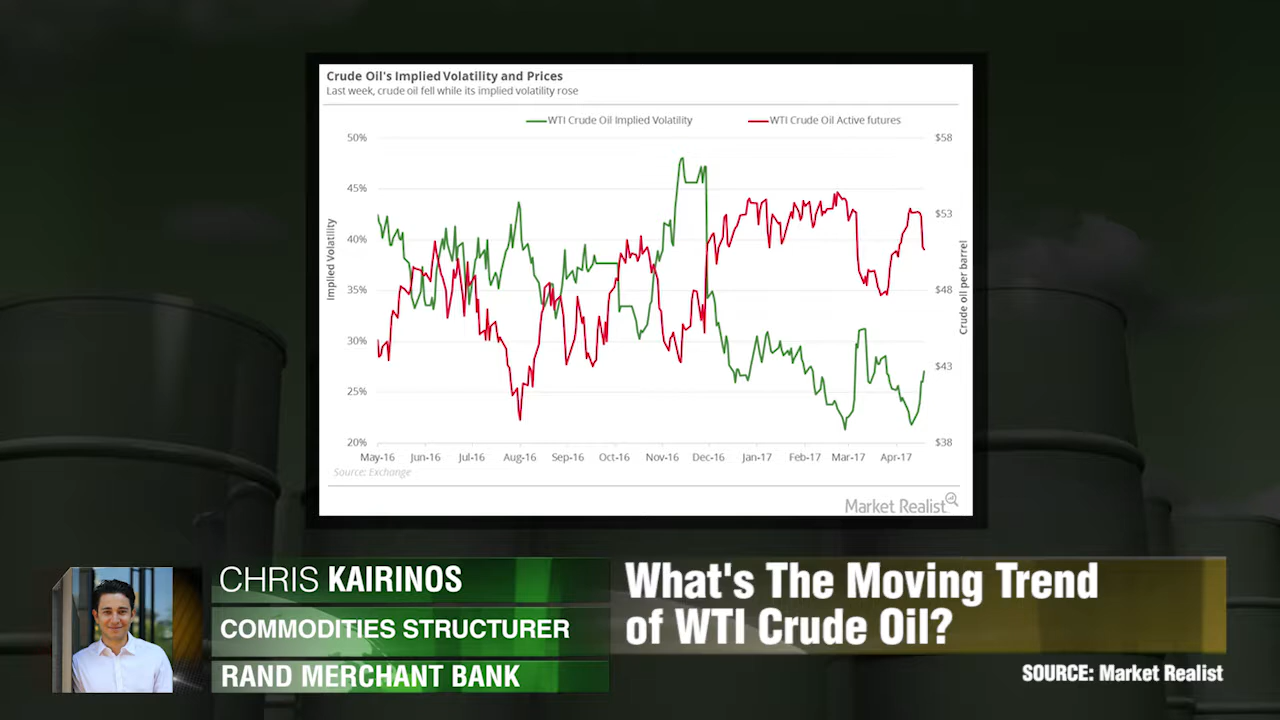 Crude Oil's Implied Volatility and Prices
Last week, crude oil fell while its implied volatility rose
WTI Crude Oil Implied Volatility
WTI Crude Oil Active futures
50%
45%
40%
35%
30%
25%
20%
Implied Volatility
$58
$53
$48
$43
$38
Crude oil per barrel
May-16 Jun-16 Jul-16 Aug-16 Sep-16 Oct-16 Nov-16 Dec-16 Jan-17 Feb-17 Mar-17 Apr-17
Source: Exchange
Market Realist
CHRIS KAIRINOS
COMMODITIES STRUCTURER
RAND MERCHANT BANK
What's The Moving Trend
of WTI Crude Oil?
SOURCE: Market Realist